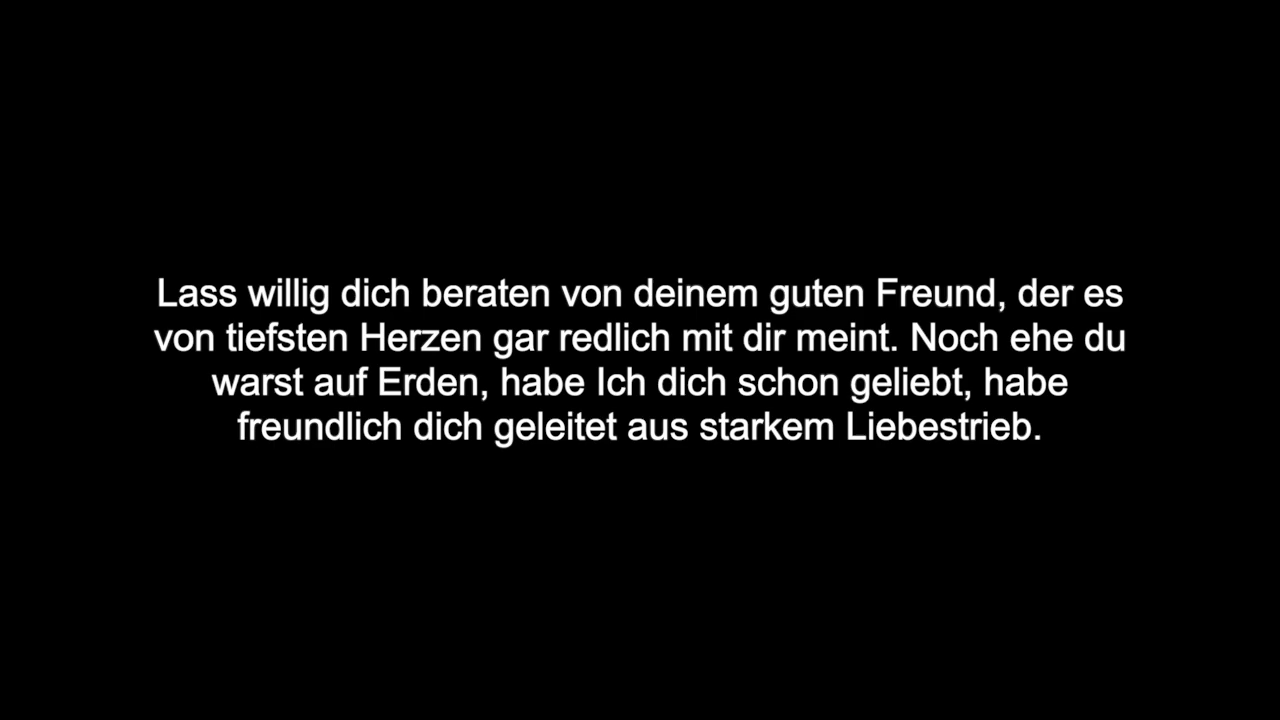 Lass willig dich beraten von deinem guten Freund, der es
von tiefsten Herzen gar redlich mit dir meint. Noch ehe du
warst auf Erden, habe Ich dich schon geliebt, habe
freundlich dich geleitet aus starkem Liebestrieb.